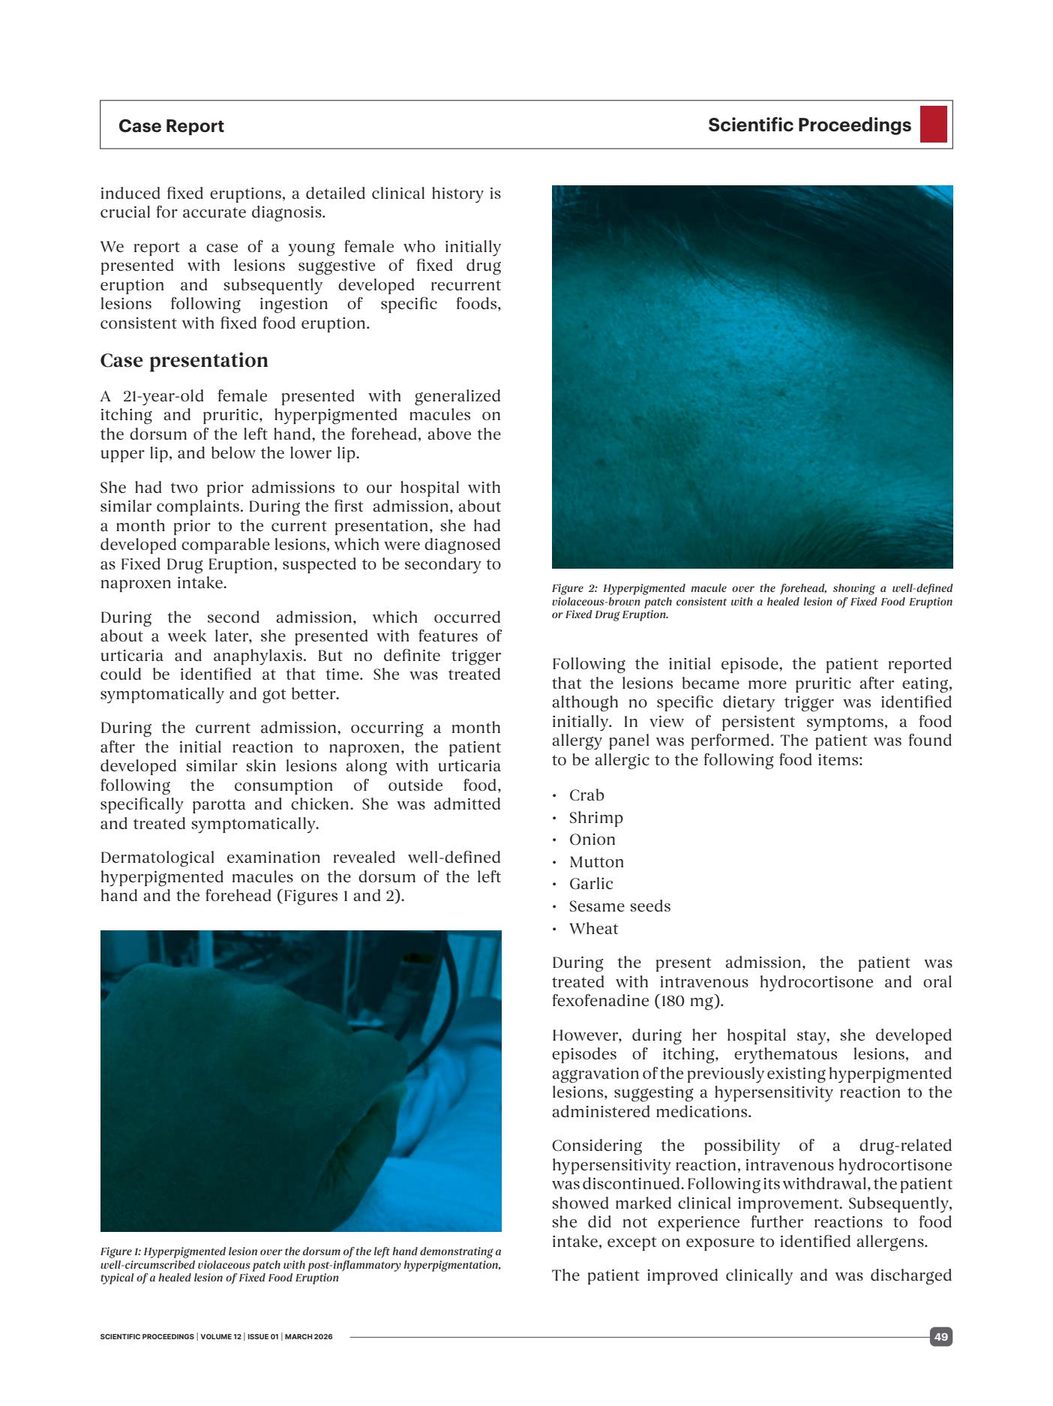 Case Report
Scientific Proceedings
induced fixed eruptions, a detailed clinical history is
crucial for accurate diagnosis.
We report a case of a young female who initially
presented with lesions suggestive of fixed drug
eruption and subsequently developed recurrent
lesions following ingestion of specific foods,
consistent with fixed food eruption.
Case presentation
A 21-year-old female presented with generalized
itching and pruritic, hyperpigmented macules on
the dorsum of the left hand, the forehead, above the
upper lip, and below the lower lip.
She had two prior admissions to our hospital with
similar complaints. During the first admission, about
a month prior to the current presentation, she had
developed comparable lesions, which were diagnosed
as Fixed Drug Eruption, suspected to be secondary to
naproxen intake.
During the second admission, which occurred
about a week later, she presented with features of
urticaria and anaphylaxis. But no definite trigger
could be identified at that time. She was treated
symptomatically and got better.
During the current admission, occurring a month
after the initial reaction to naproxen, the patient
developed similar skin lesions along with urticaria
following the consumption of outside food,
specifically parotta and chicken. She was admitted
and treated symptomatically.
Dermatological examination revealed well-defined
hyperpigmented macules on the dorsum of the left
hand and the forehead (Figures 1 and 2).
Figure 1: Hyperpigmented lesion over the dorsum of the left hand demonstrating a
well-circumscribed violaceous patch with post-inflammatory hyperpigmentation,
typical of a healed lesion of Fixed Food Eruption
Figure 2: Hyperpigmented macule over the forehead, showing a well-defined
violaceous-brown patch consistent with a healed lesion of Fixed Food Eruption
or Fixed Drug Eruption.
Following the initial episode, the patient reported
that the lesions became more pruritic after eating,
although no specific dietary trigger was identified
initially. In view of persistent symptoms, a food
allergy panel was performed. The patient was found
to be allergic to the following food items:
• Crab
• Shrimp
• Onion
• Mutton
• Garlic
• Sesame seeds
• Wheat
During the present admission, the patient was
treated with intravenous hydrocortisone and oral
fexofenadine (180 mg).
However, during her hospital stay, she developed
episodes of itching, erythematous lesions, and
aggravation of the previously existing hyperpigmented
lesions, suggesting a hypersensitivity reaction to the
administered medications.
Considering the possibility of a drug-related
hypersensitivity reaction, intravenous hydrocortisone
was discontinued. Following its withdrawal, the patient
showed marked clinical improvement. Subsequently,
she did not experience further reactions to food
intake, except on exposure to identified allergens.
The patient improved clinically and was discharged
SCIENTIFIC PROCEEDINGS | VOLUME 12 | ISSUE 01 | MARCH 2026
49